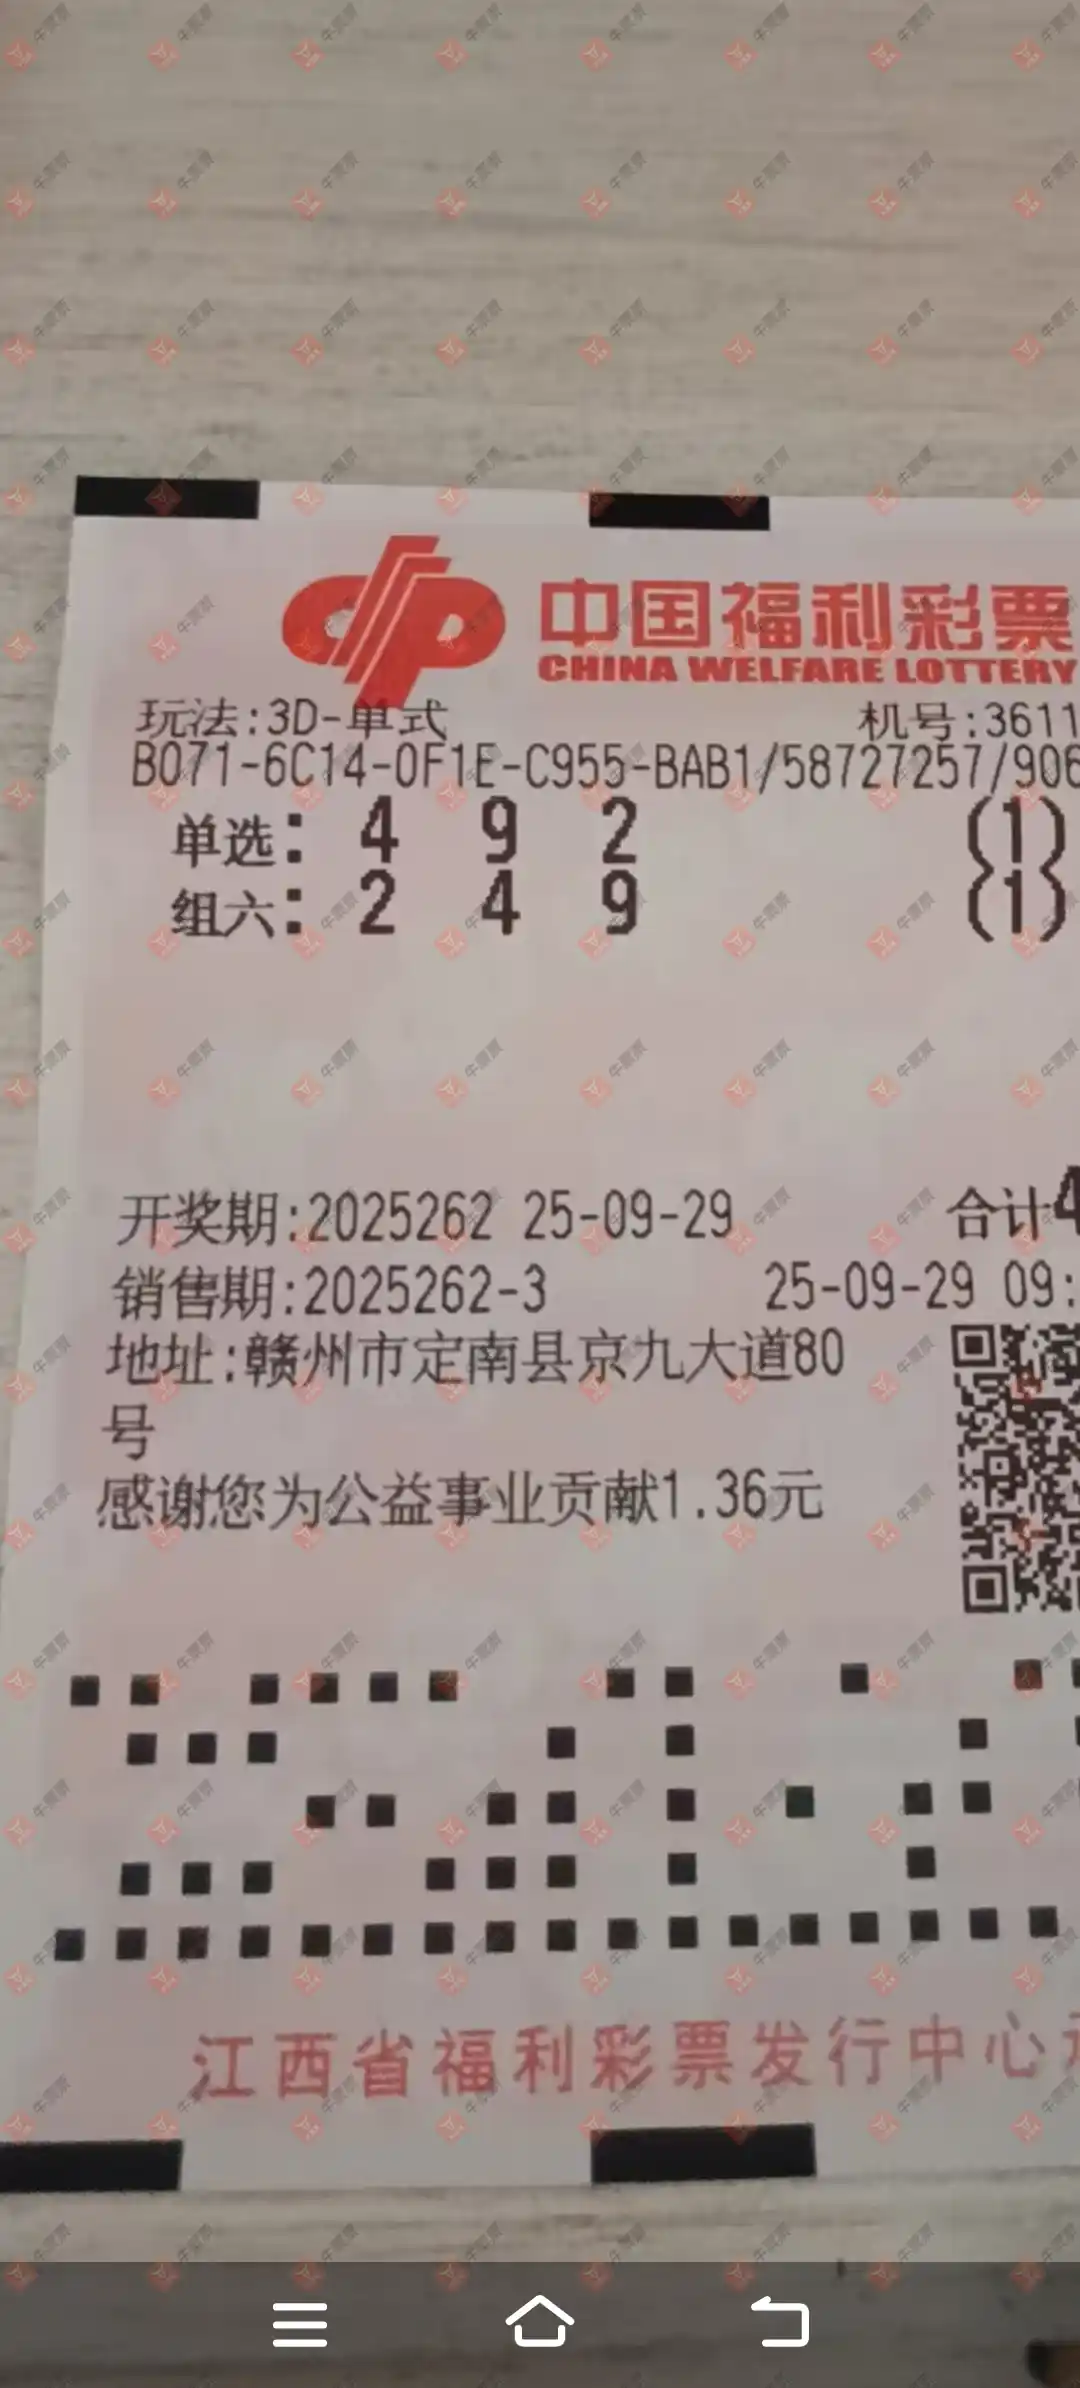 中国福利彩票
CHINA WELFARE LOTTERY
玩法:3D-单式 机号:3611
B071-6C14-0F1E-C955-BAB1/58727257/906
单选: 4 9 2 (1)
组六: 2 4 9 (1)
开奖期:2025262 25-09-29 合计4
销售期:2025262-3 25-09-29 09:
地址:赣州市定南县京九大道80
号
感谢您为公益事业贡献1.36元
江西省福利彩票发行中心